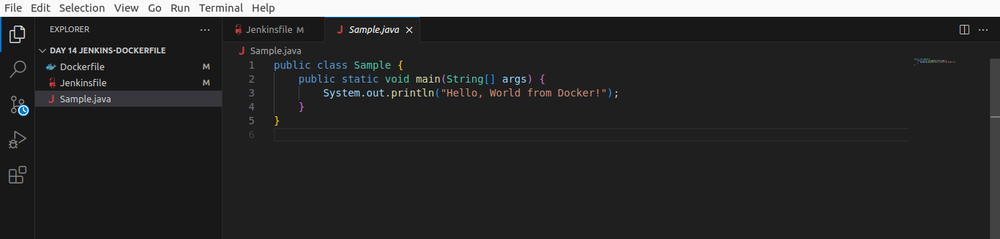 File Edit Selection View Go Run Terminal Help
EXPLORER ...
DAY 14 JENKINS-DOCKERFILE
Dockerfile M
Jenkinsfile M
Sample.java
Jenkinsfile M Sample.java
Sample.java
1 public class Sample {
2 public static void main(String[] args) {
3 System.out.println("Hello, World from Docker!");
4 }
5 }
6